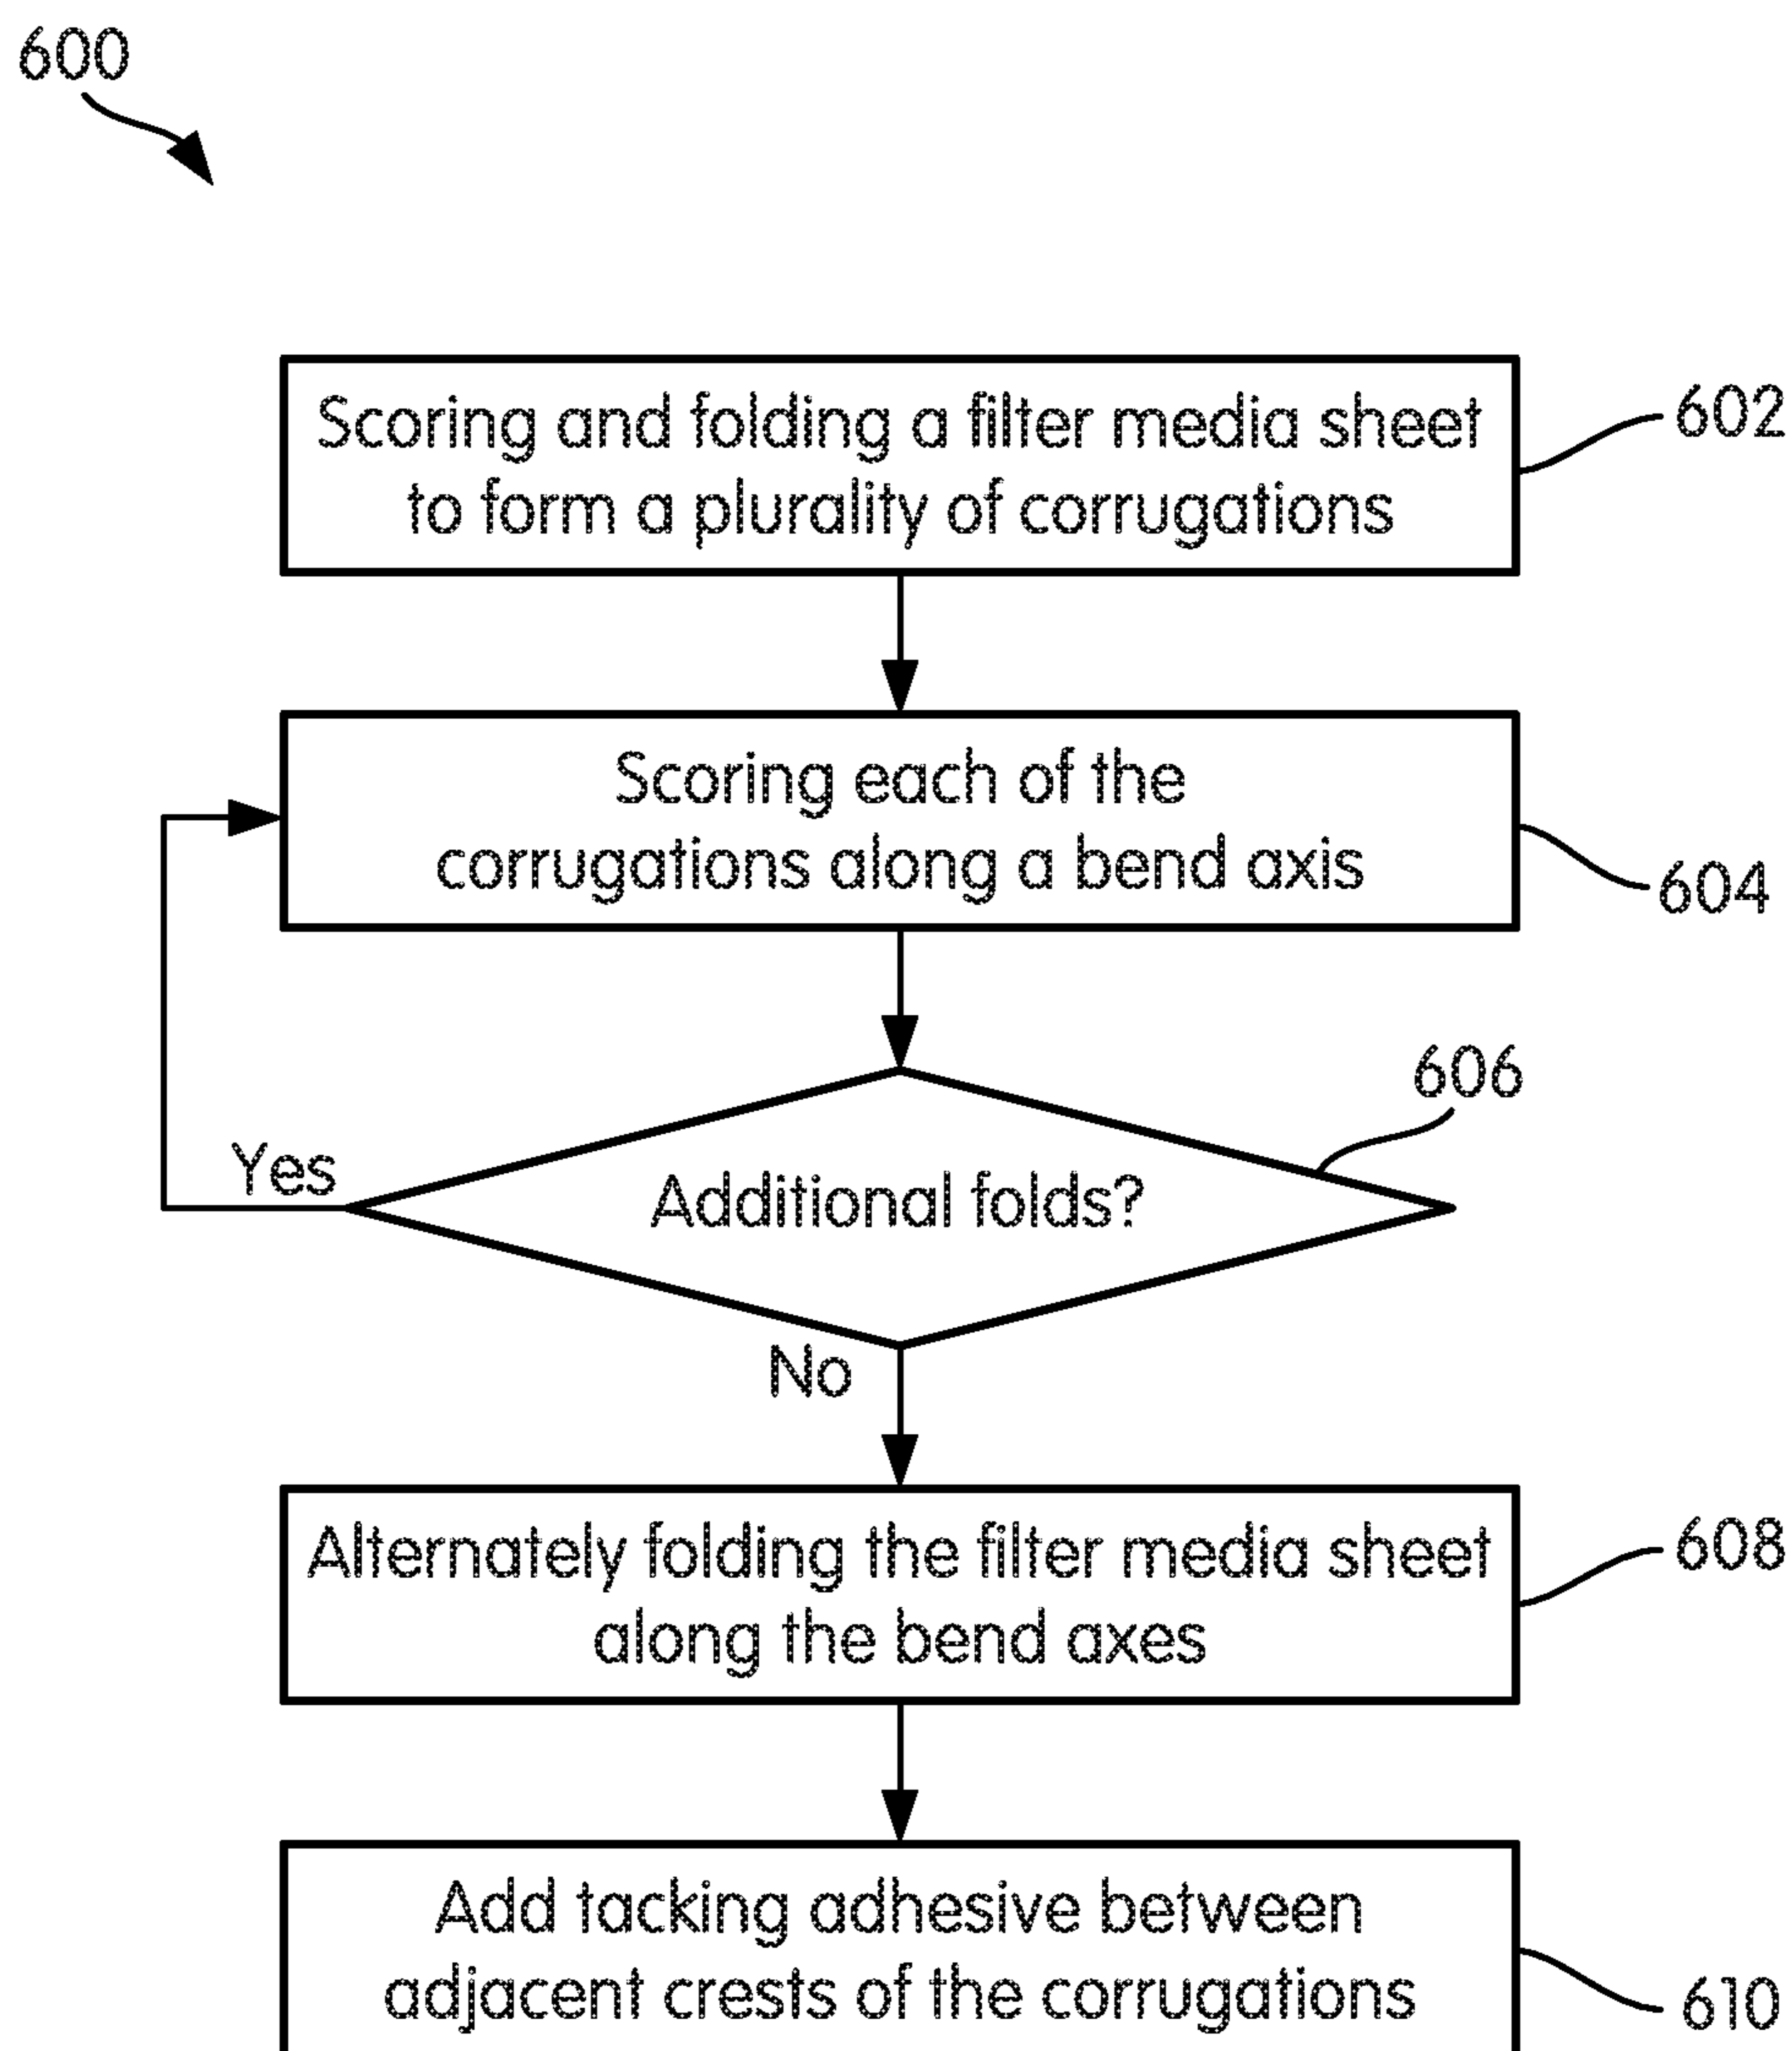 600
Scoring and folding a filter media sheet
to form a plurality of corrugations
602
Scoring each of the
corrugations along a bend axis
604
606
Yes
Additional folds?
No
Alternately folding the filter media sheet
along the bend axes
608
Add tacking adhesive between
adjacent crests of the corrugations
610